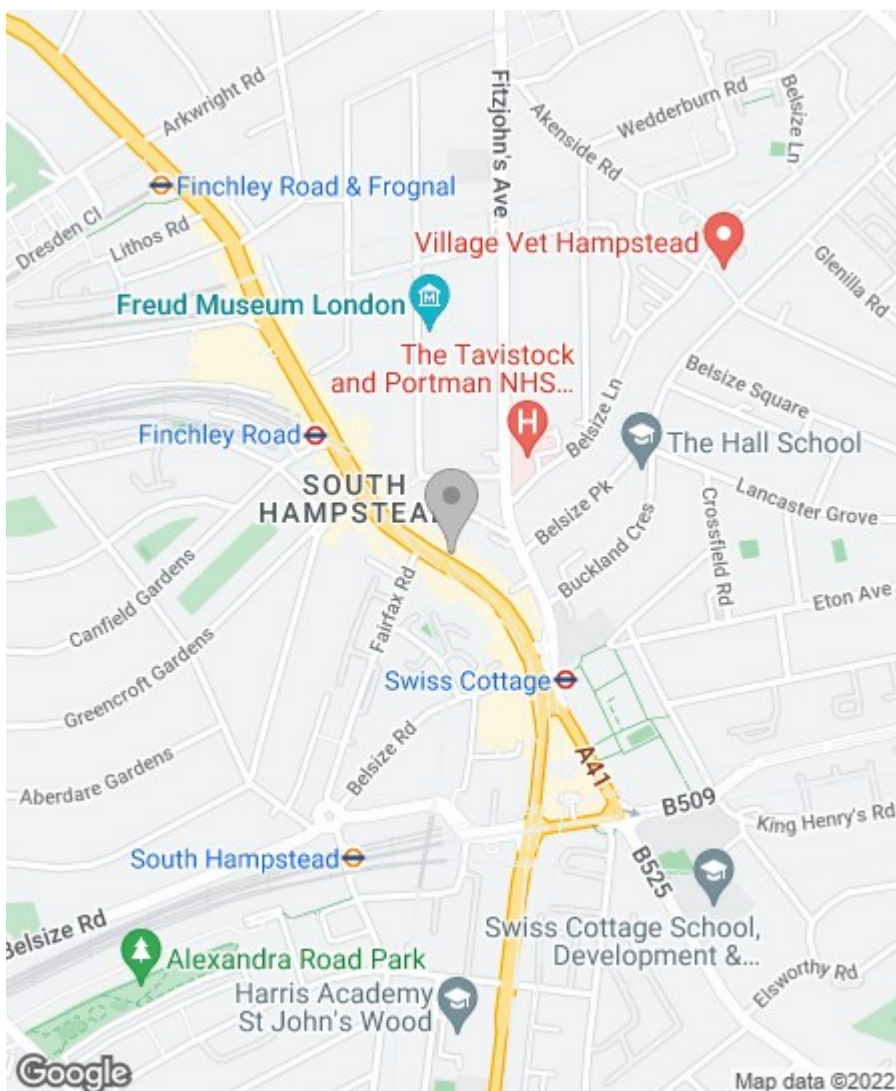 Arkwright Rd
Fitzjohn's Ave
Wedderburn Rd
Belsize Ln
Akenside Rd
Finchley Road & Frognal
Dresden Cl
Lithos Rd
Village Vet Hampstead
Glenilla Rd
Freud Museum London
The Tavistock
and Portman NHS...
Belsize Ln
Belsize Square
Finchley Road
The Hall School
SOUTH
HAMPSTEA
Lancaster Grove
Belsize Pk
Crossfield Rd
Buckland Cres
Canfield Gardens
Fairfax Rd
Eton Ave
Greencroft Gardens
Swiss Cottage
Belsize Rd
A41
Aberdare Gardens
B509
King Henry's Rd
South Hampstead
B525
Belsize Rd
Swiss Cottage School,
Development &...
Alexandra Road Park
Elsworthy Rd
Harris Academy
St John's Wood
Google
Map data ©2022